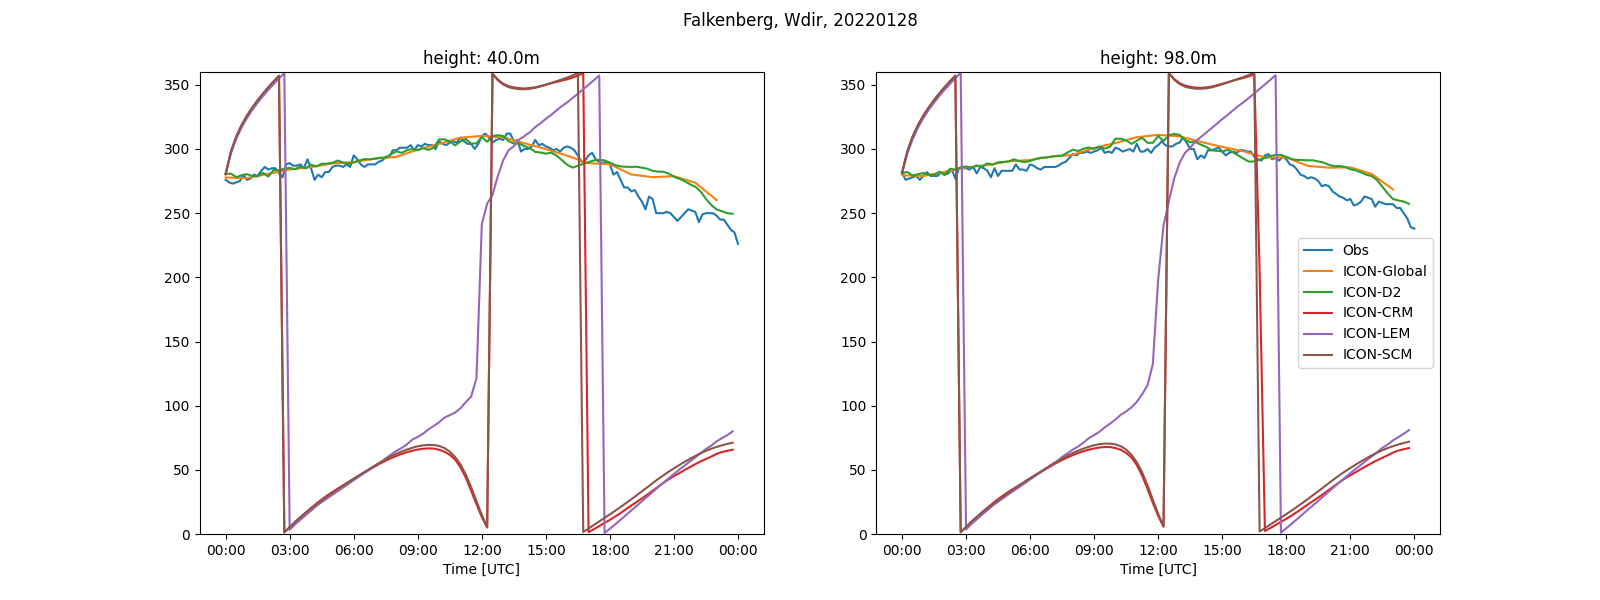 Falkenberg, Wdir, 20220128
height: 40.0m
350
300
250
200
150
100
50
0
00:00 03:00 06:00 09:00 12:00 15:00 18:00 21:00 00:00
Time [UTC]
height: 98.0m
350
300
250
200
150
100
50
0
00:00 03:00 06:00 09:00 12:00 15:00 18:00 21:00 00:00
Time [UTC]
Obs
ICON-Global
ICON-D2
ICON-CRM
ICON-LEM
ICON-SCM